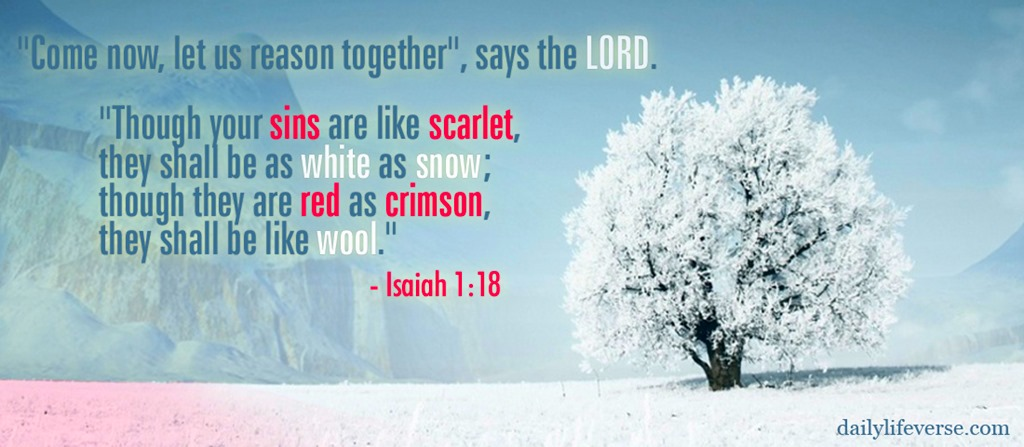 "Come now, let us reason together", says the LORD.
"Though your sins are like scarlet,
they shall be as white as snow;
though they are red as crimson,
they shall be like wool."
- Isaiah 1:18
dailylifeverse.com